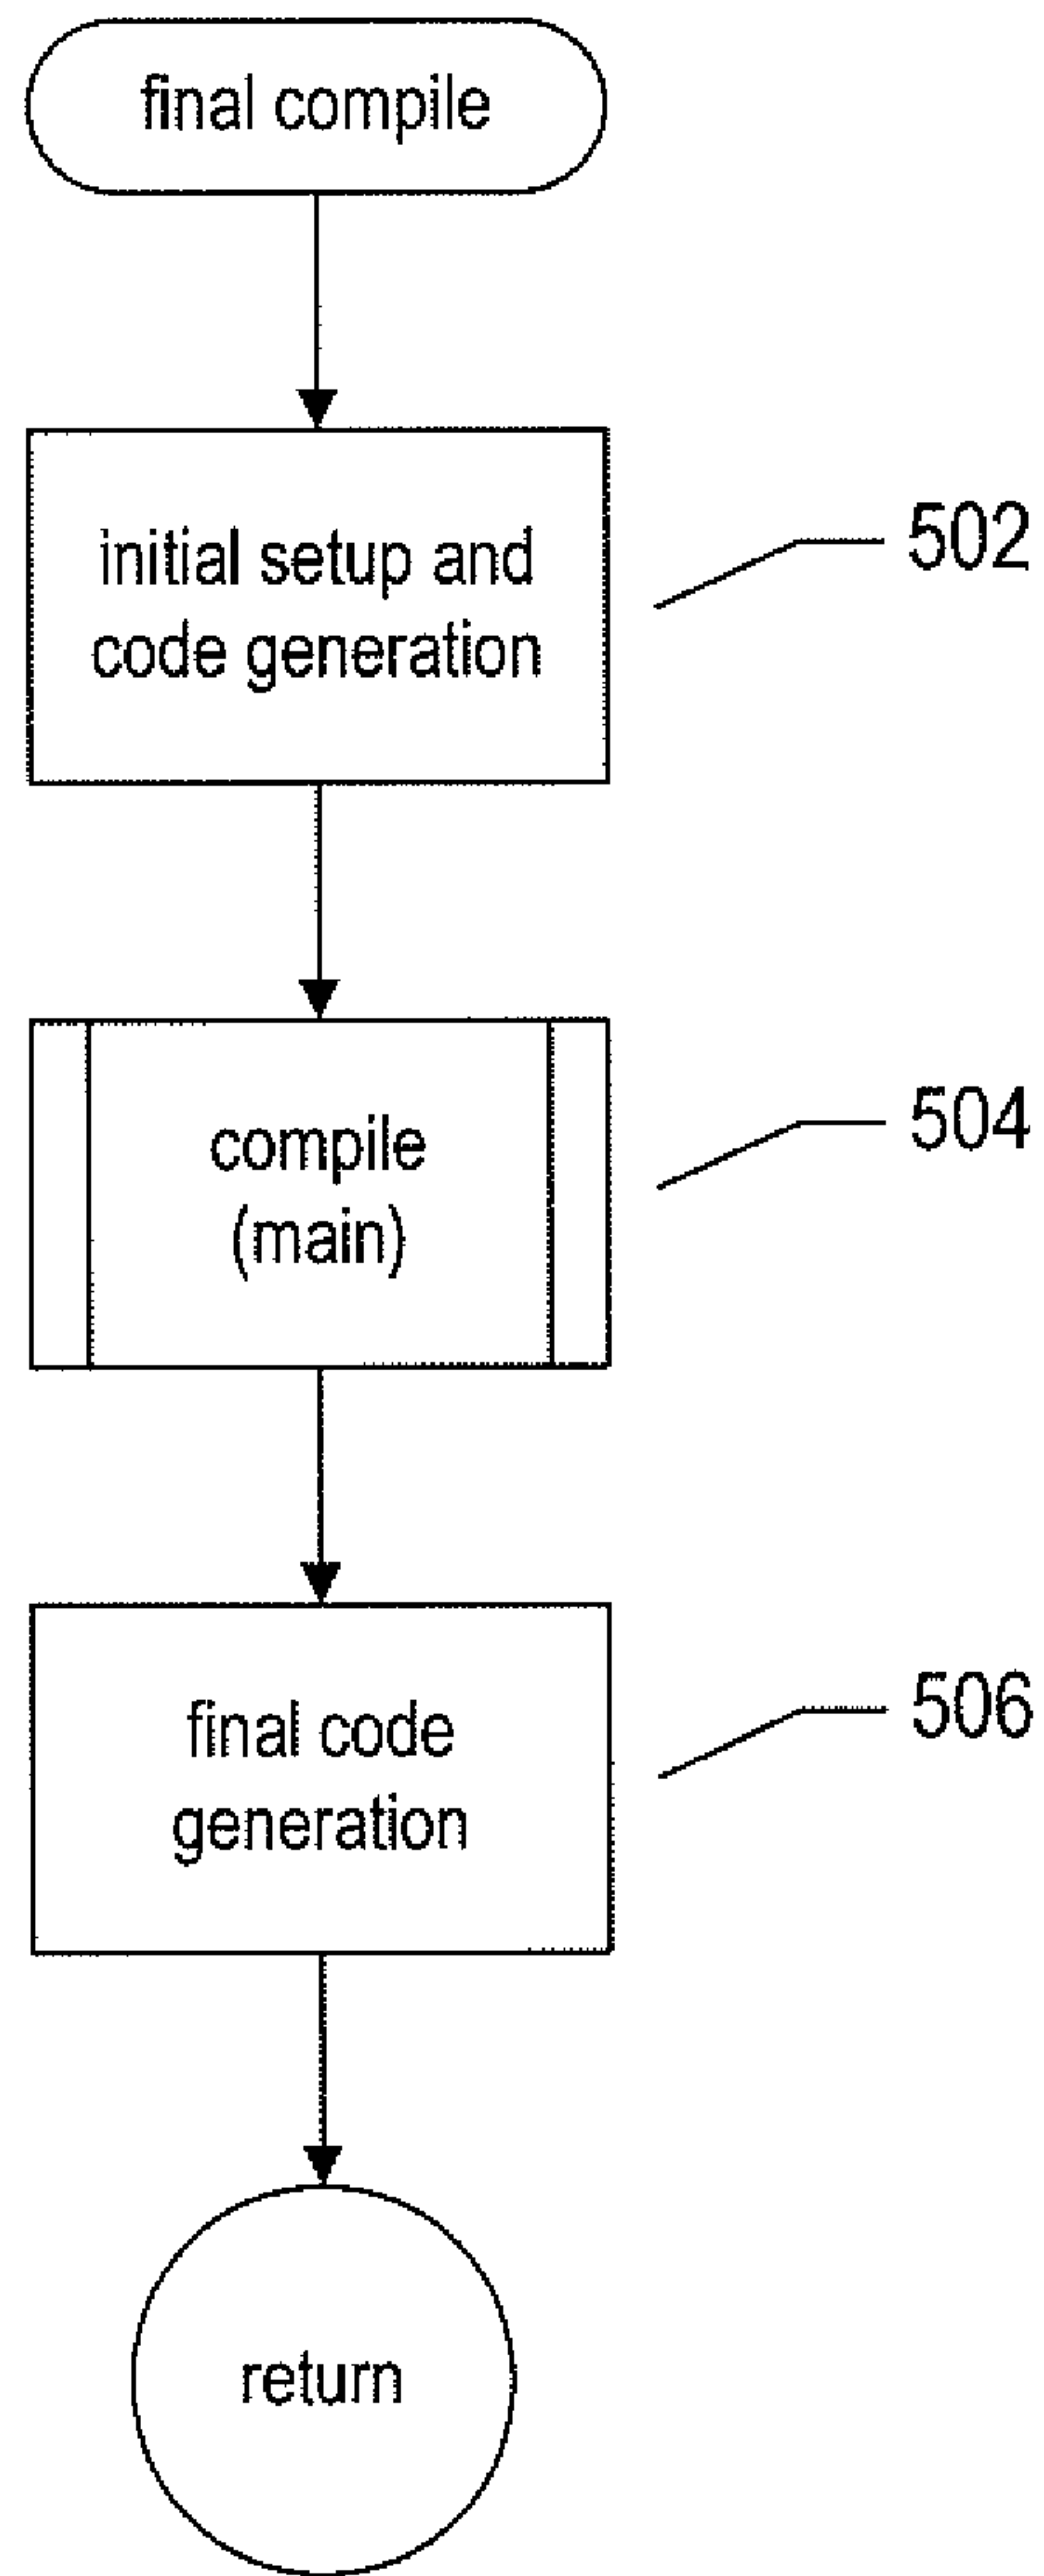 final compile
initial setup and
code generation
502
compile
(main)
504
final code
generation
506
return